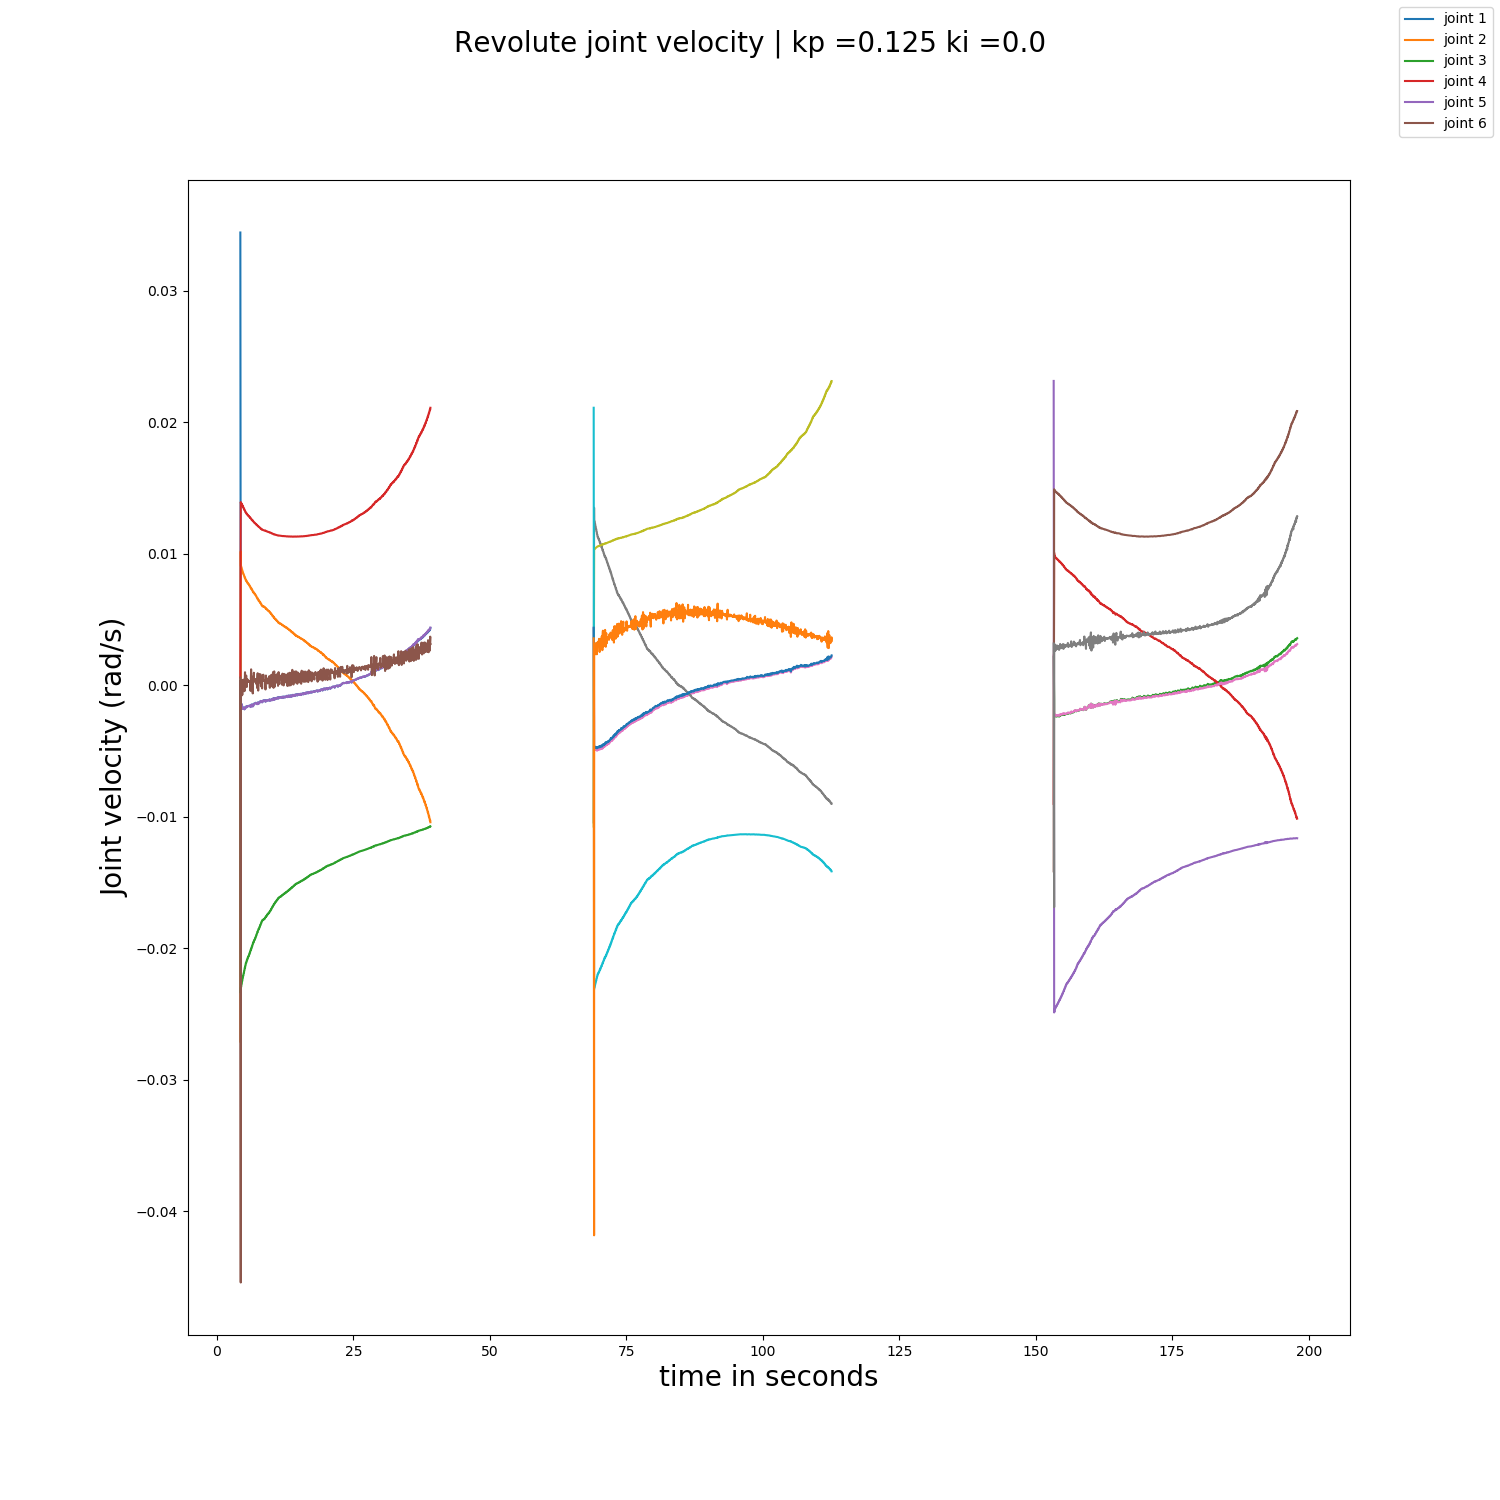 Revolute joint velocity | kp =0.125 ki =0.0
joint 1
joint 2
joint 3
joint 4
joint 5
joint 6
Joint velocity (rad/s)
0.03
0.02
0.01
0.00
−0.01
−0.02
−0.03
−0.04
0 25 50 75 100 125 150 175 200
time in seconds